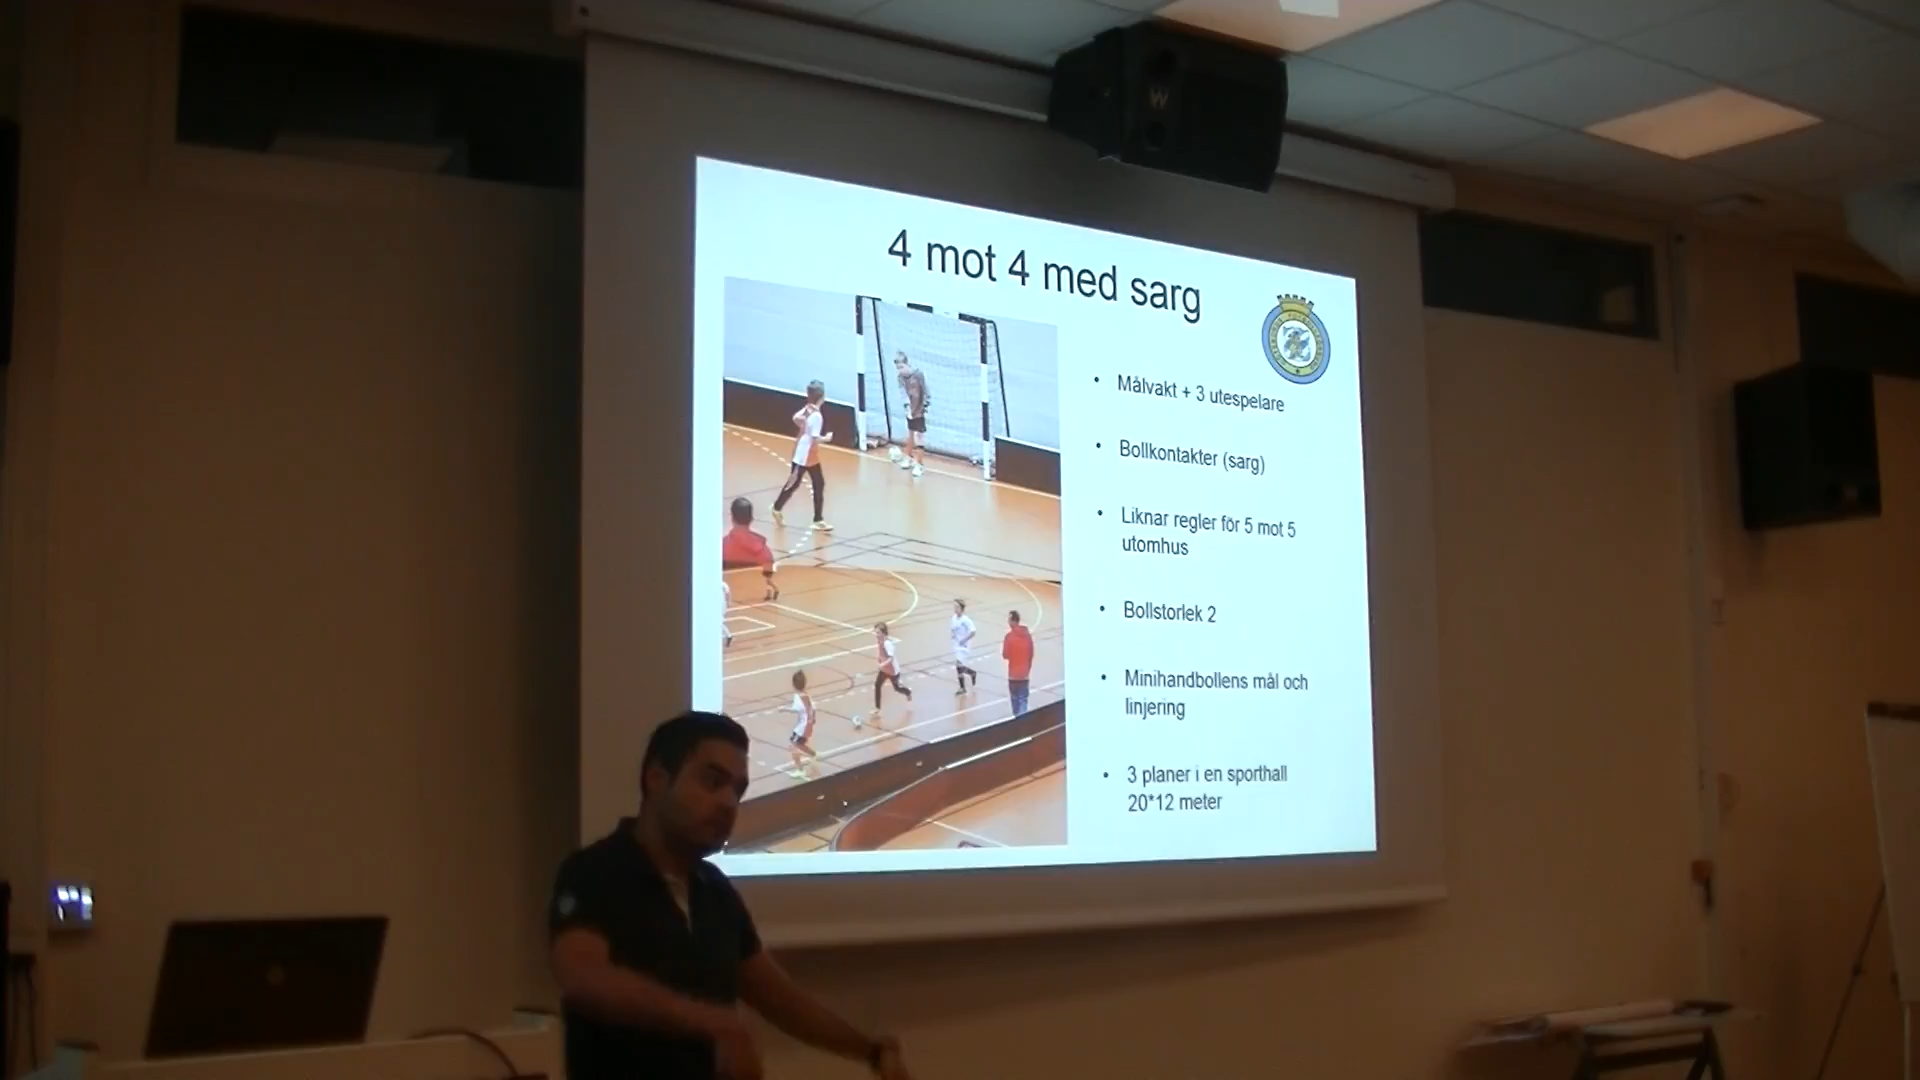 W
4 mot 4 med sarg
• Målvakt + 3 utespelare
• Bollkontakter (sarg)
• Liknar regler för 5 mot 5
utomhus
• Bollstorlek 2
• Minihandbollens mål och
linjering
• 3 planer i en sporthall
20*12 meter